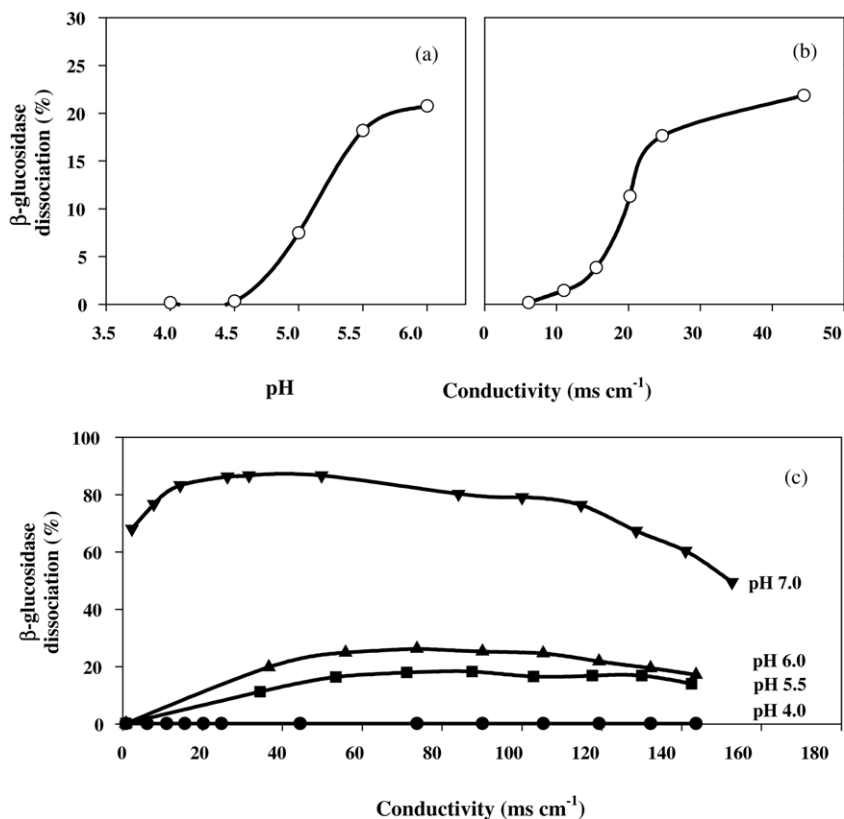 30
25
20
15
10
5
0
β-glucosidase
dissociation (%)
(a)
3.5 4.0 4.5 5.0 5.5 6.0
pH
(b)
0 10 20 30 40 50
Conductivity (ms cm⁻¹)
100
80
60
40
20
0
β-glucosidase
dissociation (%)
(c)
pH 7.0
pH 6.0
pH 5.5
pH 4.0
0 20 40 60 80 100 120 140 160 180
Conductivity (ms cm⁻¹)